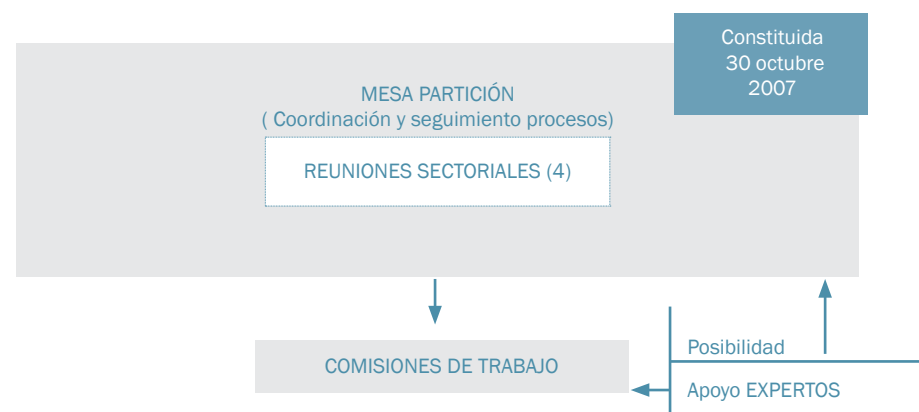 Constituida
30 octubre
2007
MESA PARTICIÓN
( Coordinación y seguimiento procesos)
REUNIONES SECTORIALES (4)
COMISIONES DE TRABAJO
Posibilidad
Apoyo EXPERTOS